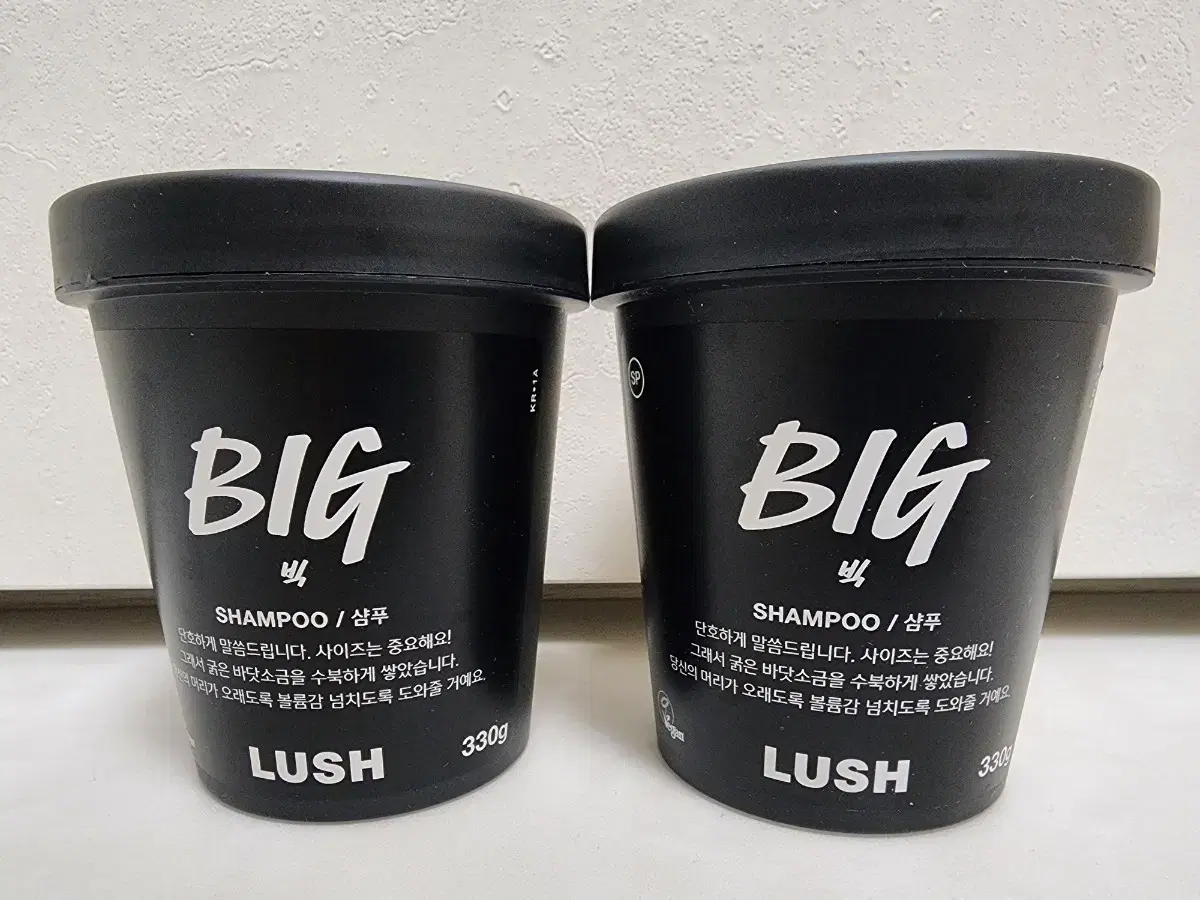 KR•1A
BIG
빅
SHAMPOO / 샴푸
단호하게 말씀드립니다. 사이즈는 중요해요!
그래서 굵은 바닷소금을 수북하게 쌓았습니다.
머리가 오래도록 볼륨감 넘치도록 도와줄 거예요.
LUSH
330g
SP
BIG
빅
SHAMPOO / 샴푸
단호하게 말씀드립니다. 사이즈는 중요해요!
그래서 굵은 바닷소금을 수북하게 쌓았습니다.
당신의 머리가 오래도록 볼륨감 넘치도록 도와줄 거예요.
Vegan
LUSH
330g